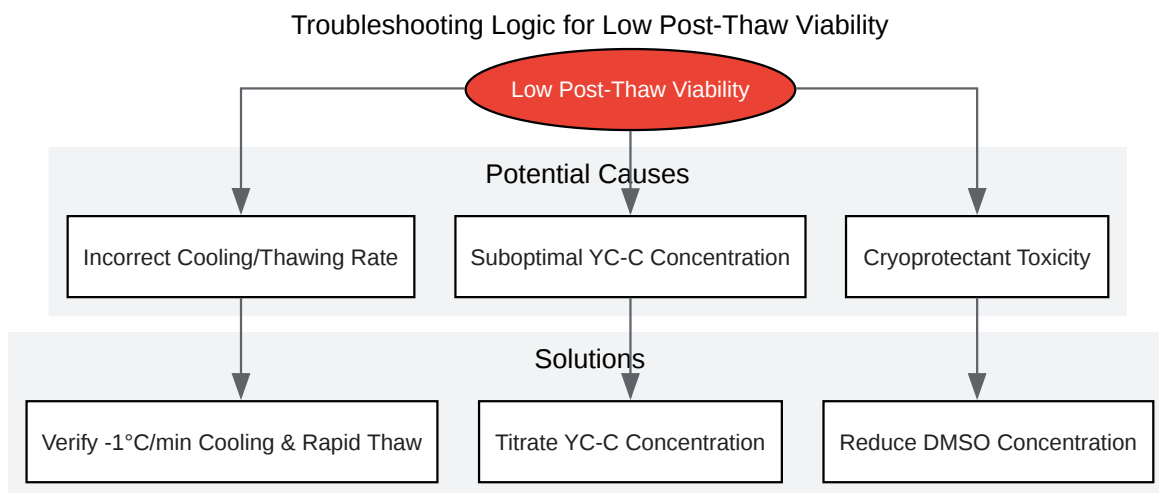 Troubleshooting Logic for Low Post-Thaw Viability
Low Post-Thaw Viability
Potential Causes
Incorrect Cooling/Thawing Rate
Suboptimal YC-C Concentration
Cryoprotectant Toxicity
Solutions
Verify -1°C/min Cooling & Rapid Thaw
Titrate YC-C Concentration
Reduce DMSO Concentration